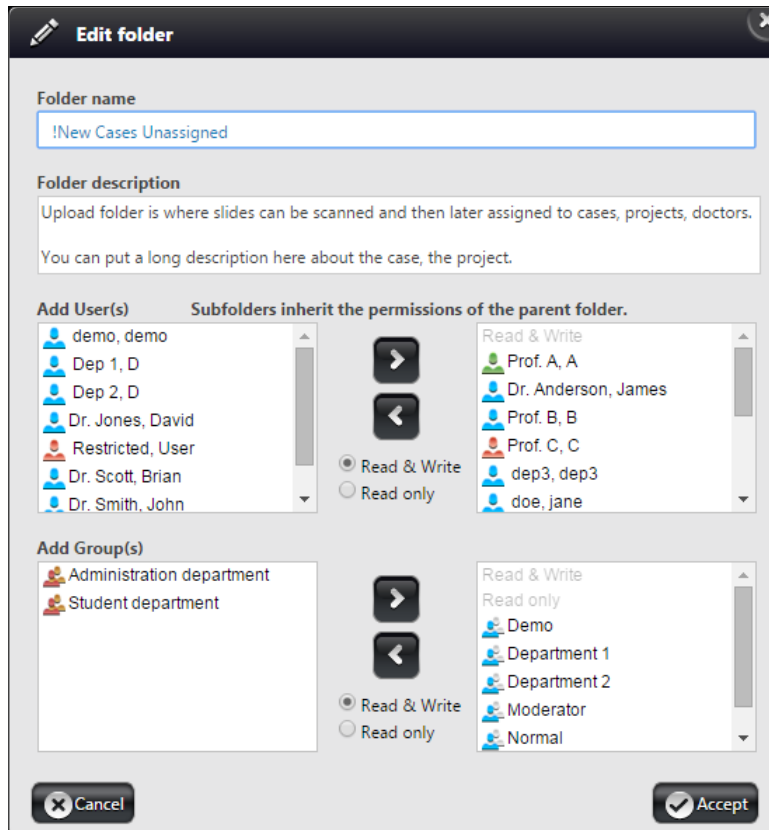 Edit folder
Folder name
!New Cases Unassigned
Folder description
Upload folder is where slides can be scanned and then later assigned to cases, projects, doctors.
You can put a long description here about the case, the project.
Add User(s) Subfolders inherit the permissions of the parent folder.
demo, demo
Dep 1, D
Dep 2, D
Dr. Jones, David
Restricted, User
Dr. Scott, Brian
Dr. Smith, John
Read & Write
Read only
Read & Write
Prof. A, A
Dr. Anderson, James
Prof. B, B
Prof. C, C
dep3, dep3
doe, jane
Add Group(s)
Administration department
Student department
Read & Write
Read only
Read & Write
Read only
Demo
Department 1
Department 2
Moderator
Normal
Cancel
Accept